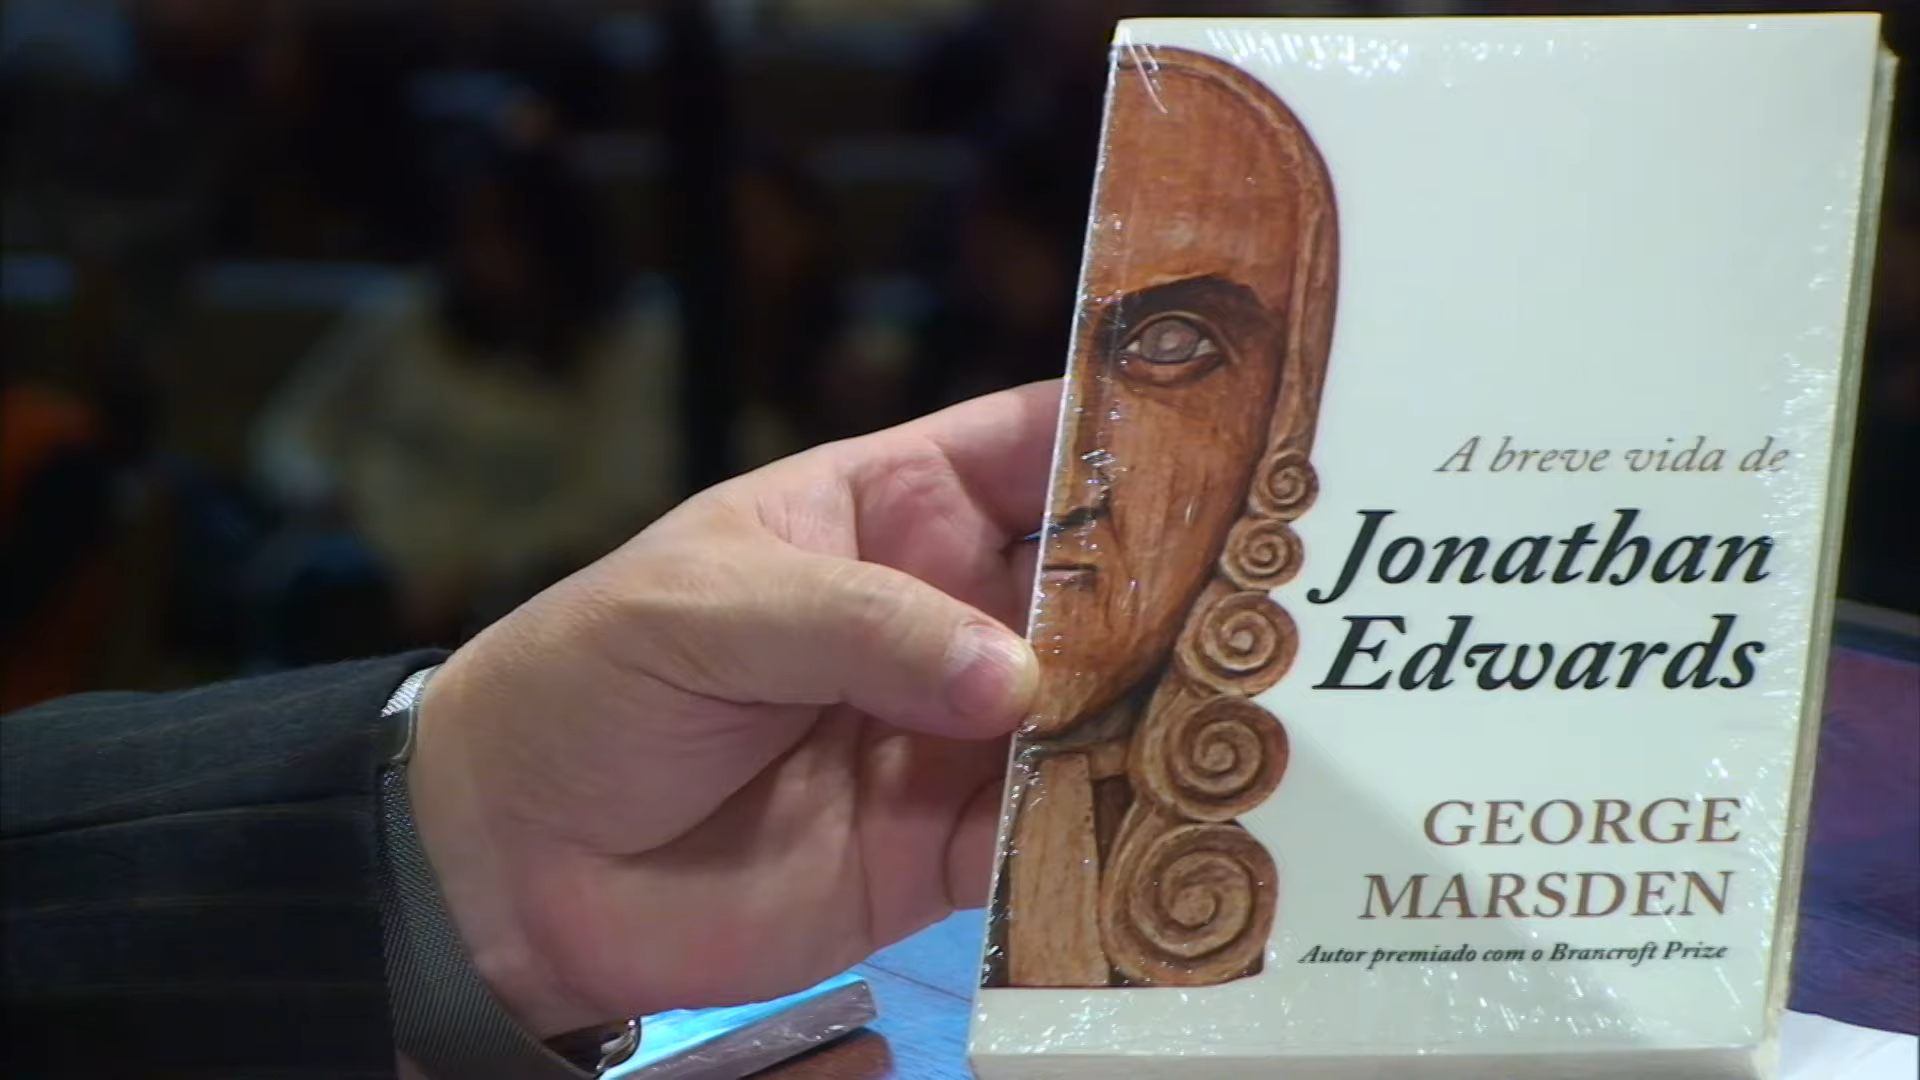 A breve vida de
Jonathan
Edwards
GEORGE
MARSDEN
Autor premiado com o Brancroft Prize